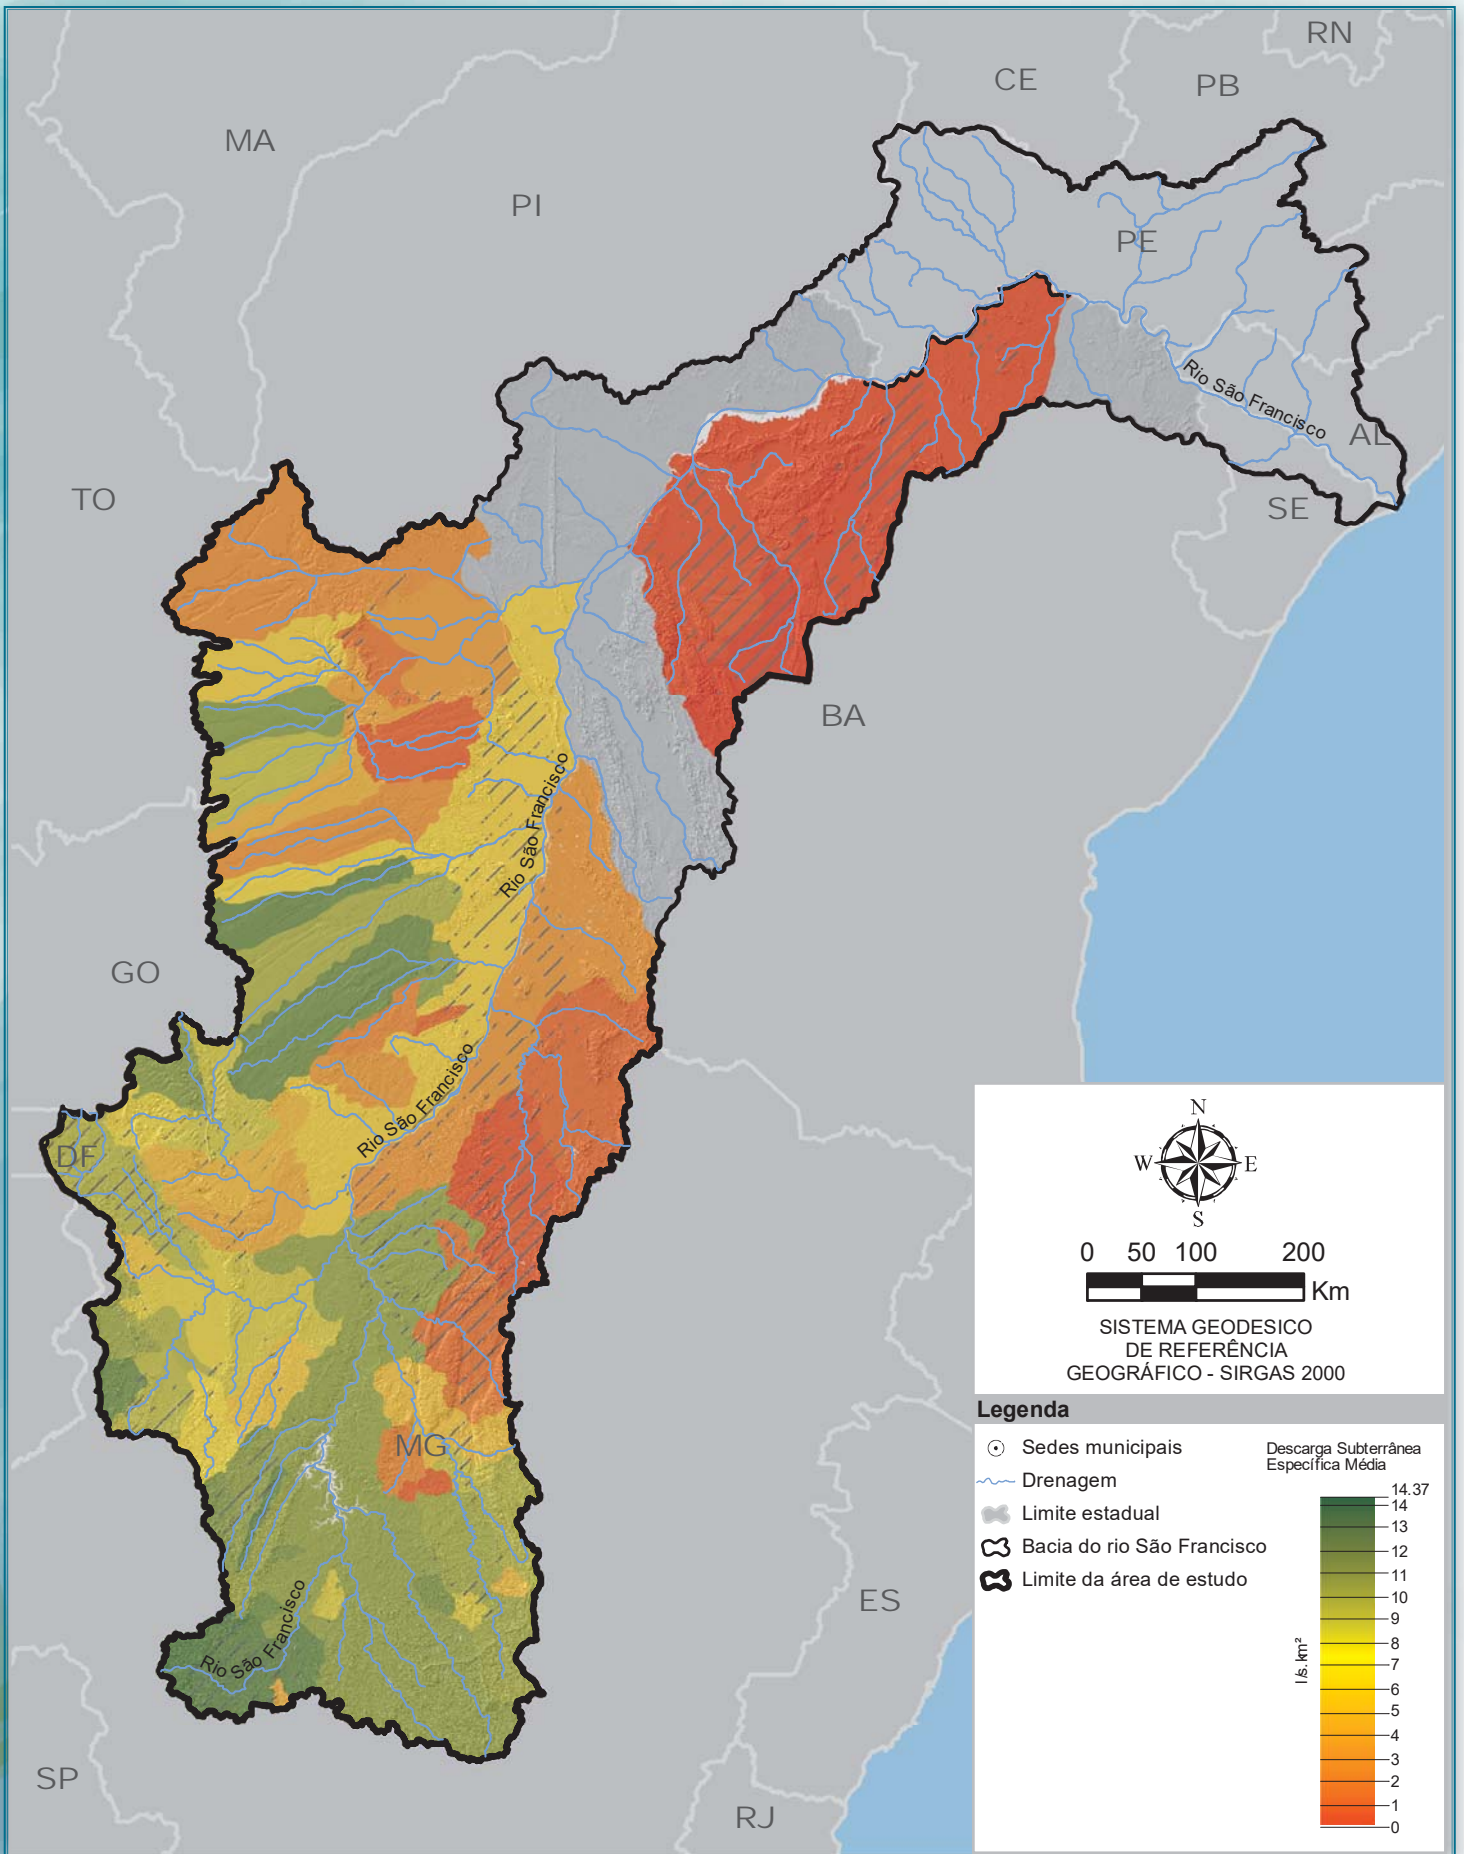 RN
CE
PB
MA
PI
PE
Rio São Francisco
AL
TO
SE
BA
Rio São Francisco
GO
Rio São Francisco
DF
MG
Rio São Francisco
ES
SP
RJ
N
W E
S
0 50 100 200
Km
SISTEMA GEODESICO
DE REFERÊNCIA
GEOGRÁFICO - SIRGAS 2000
Legenda
Sedes municipais
Drenagem
Limite estadual
Bacia do rio São Francisco
Limite da área de estudo
Descarga Subterrânea
Específica Média
14.37
14
13
12
11
10
9
8
7
6
5
4
3
2
1
0
l/s.km²